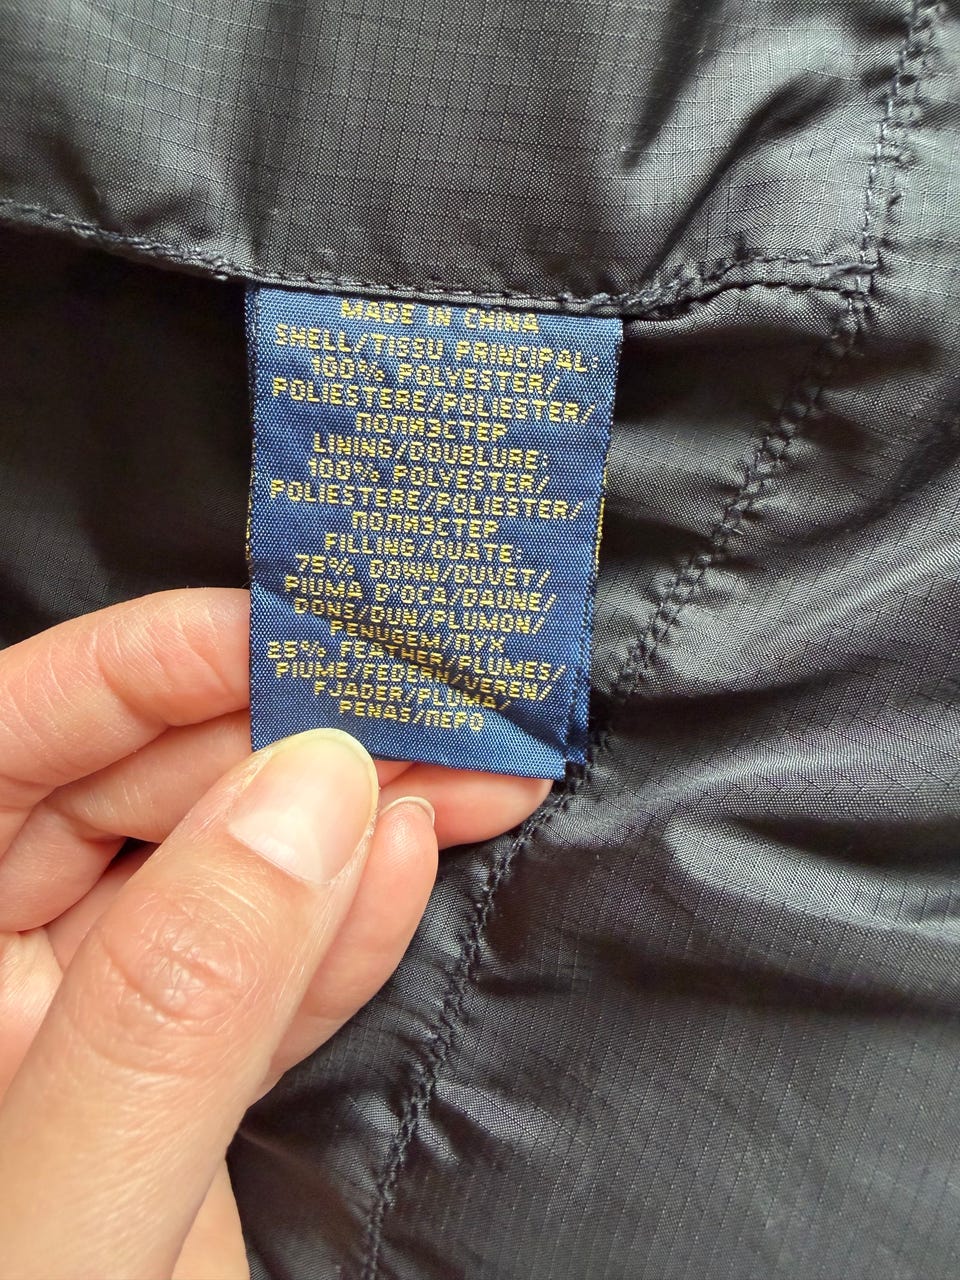 MADE IN CHINA
SHELL/TISSU PRINCIPAL:
100% POLYESTER/
POLIESTERE/POLIESTER/
ПОЛИЭСТЕР
LINING/DOUBLURE:
100% POLYESTER/
POLIESTERE/POLIESTER/
ПОЛИЭСТЕР
FILLING/OUATE:
75% DOWN/DUVET/
PIUMA D'OCA/DAUNE/
DONS/DUN/PLUMON/
PENUGEM/ПУХ
FEATHER/PLUMES/
PIUME/FEDERN/VEREN/
FJADER/PLUMA/
PENAS/ПЕРО